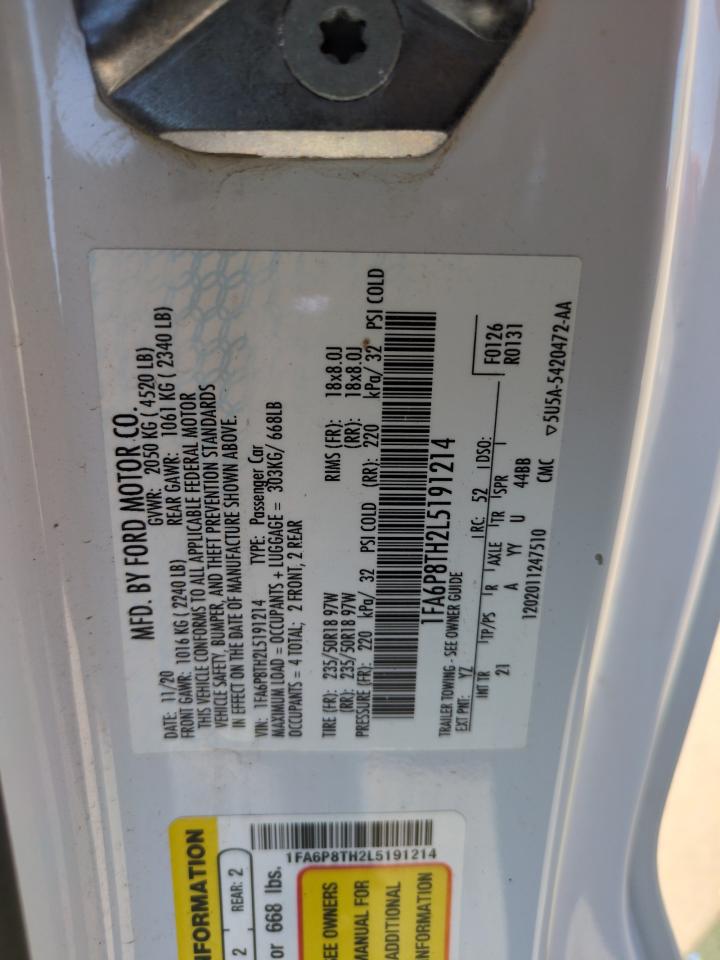 MFD. BY FORD MOTOR CO.
DATE: 11/20 GVWR: 2050 KG ( 4520 LB)
FRONT GAWR: 1016 KG ( 2240 LB) REAR GAWR: 1061 KG ( 2340 LB)
THIS VEHICLE CONFORMS TO ALL APPLICABLE FEDERAL MOTOR
VEHICLE SAFETY, BUMPER, AND THEFT PREVENTION STANDARDS
IN EFFECT ON THE DATE OF MANUFACTURE SHOWN ABOVE.
VIN: 1FA6P8TH2L5191214 TYPE: Passenger Car
MAXIMUM LOAD = OCCUPANTS + LUGGAGE = 303KG/ 668LB
OCCUPANTS = 4 TOTAL; 2 FRONT, 2 REAR
TIRE (FR): 235/50R18 97W RIMS (FR): 18x8.0J
(RR): 235/50R18 97W (RR): 18x8.0J
PRESSURE (FR): 220 kPa/ 32 PSI COLD (RR): 220 kPa/ 32 PSI COLD
1FA6P8TH2L5191214
TRAILER TOWING - SEE OWNER GUIDE
EXT PNT: YZ RC: 52 DSO: F0126
R0131
INT TR TP/PS R AXLE TR SPR
21 A YY U 44BB
1202011247510 CMC ▽5U5A-5420472-AA
NFORMATION
2 REAR: 2
or 668 lbs.
1FA6P8TH2L5191214
SEE OWNERS
MANUAL FOR
ADDITIONAL
INFORMATION